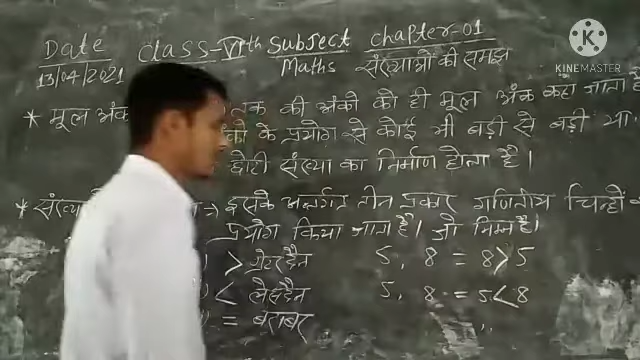 Date Class-VIth Subject Chapter-01
13/04/2021 Maths संख्याओं की समझ
* मूल अंक तक की अंको को ही मूल अंक कहा जाता है
के प्रयोग से कोई भी बड़ी से बड़ी या
छोटी संख्या का निर्माण होता है।
* संख्या इसके अन्तर्गत तीन प्रकार गणितीय चिन्हों
प्रयोग किया जाता है। जो निम्न है।
> ग्रेटर दैन 5, 8 = 8>5
< लेस दैन 5, 8 = 5<8
= बराबर ,,
K
KINEMASTER